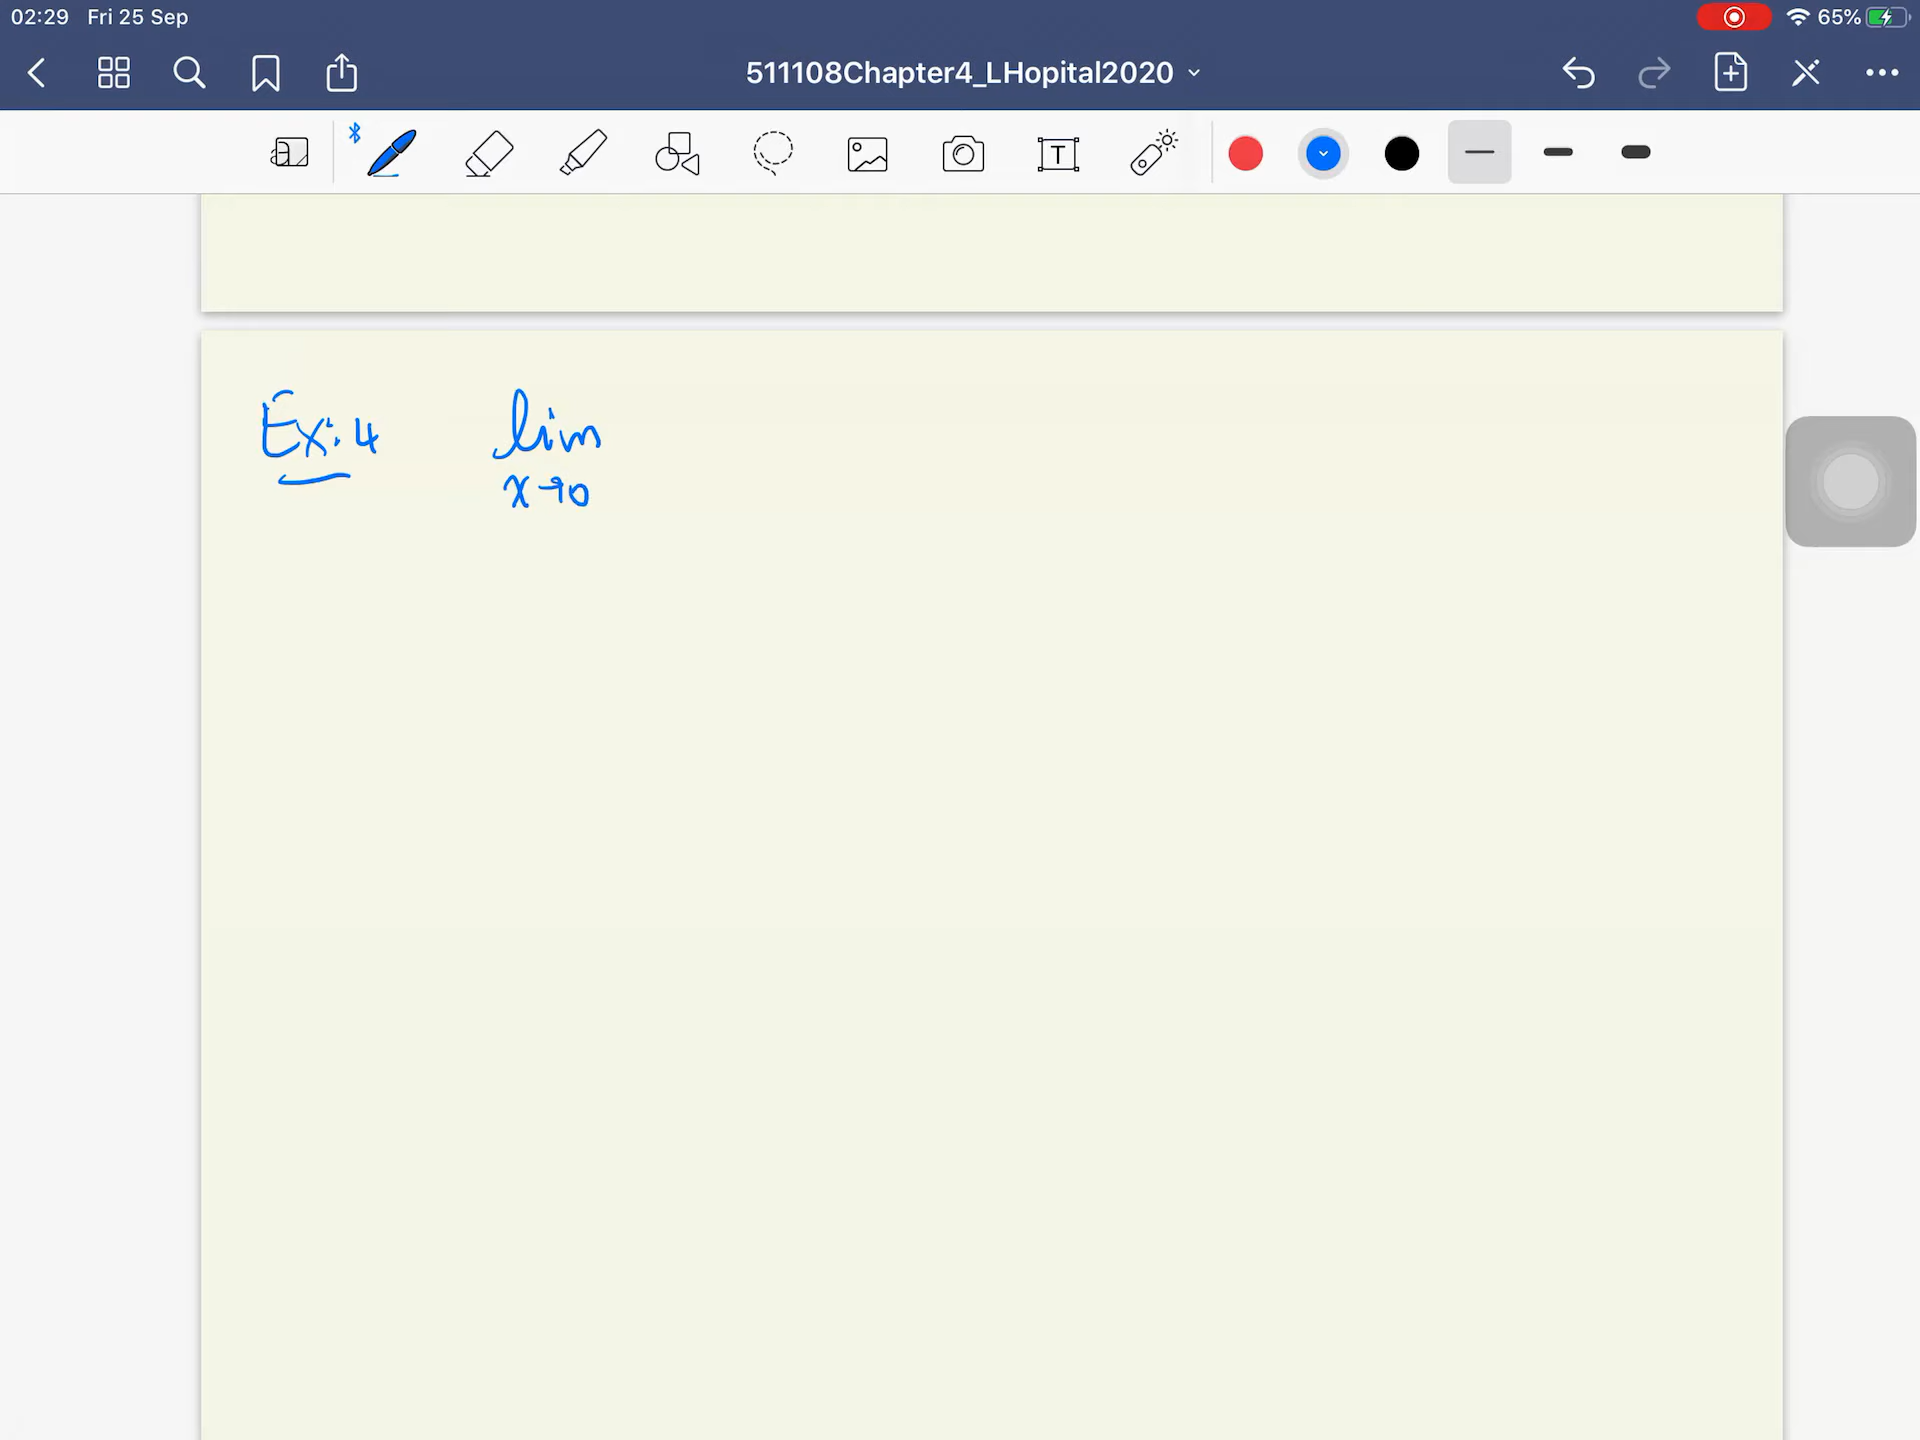 02:29 Fri 25 Sep 65%
511108Chapter4_LHopital2020
a T
Ex: 4 lim
x→0